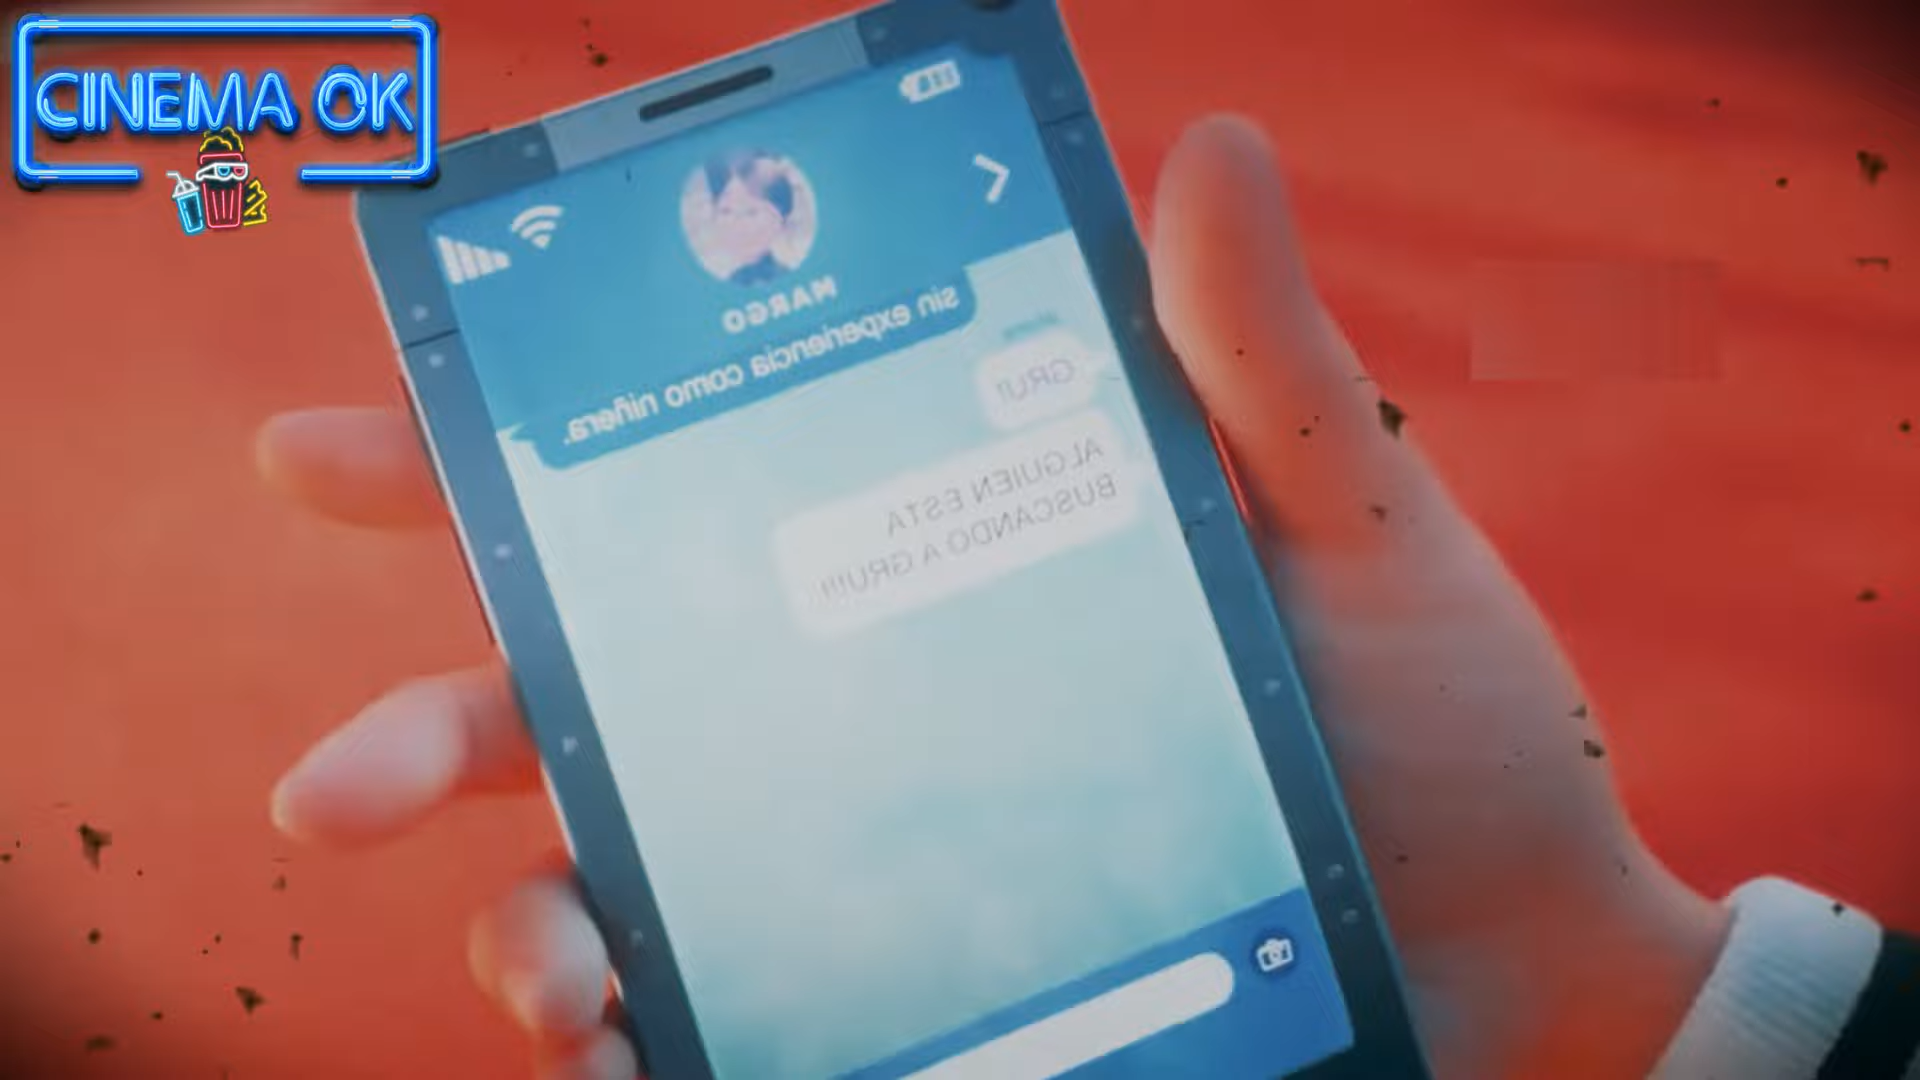 CINEMA OK
MARGO
sin experiencia como niñera.
GRU!
ALGUIEN ESTA
BUSCANDO A GRU!!!